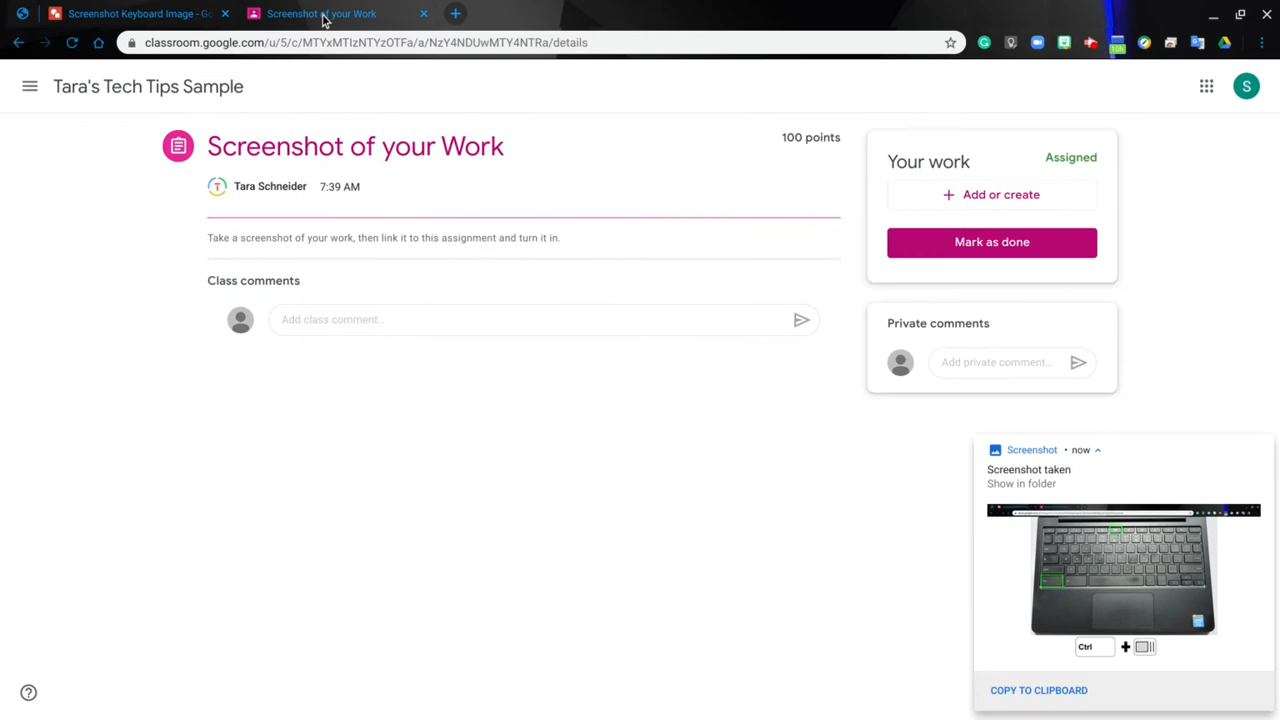 Screenshot Keyboard Image - Go
Screenshot of your Work
classroom.google.com/u/5/c/MTYxMTIzNTYzOTFa/a/NzY4NDUwMTY4NTRa/details
10h
Tara's Tech Tips Sample
S
Screenshot of your Work
100 points
T
Tara Schneider 7:39 AM
Take a screenshot of your work, then link it to this assignment and turn it in.
Class comments
Add class comment...
Your work
Assigned
+ Add or create
Mark as done
Private comments
Add private comment...
Screenshot • now
Screenshot taken
Show in folder
Ctrl +
COPY TO CLIPBOARD